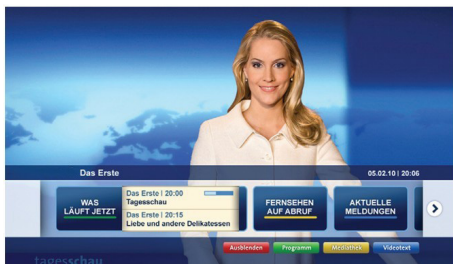 Das Erste
05.02.10 | 20:06
WAS
LÄUFT JETZT
Das Erste | 20:00
Tagesschau
Das Erste | 20:15
Liebe und andere Delikatessen
FERNSEHEN
AUF ABRUF
AKTUELLE
MELDUNGEN
Ausblenden
Programm
Mediathek
Videotext
tagesschau